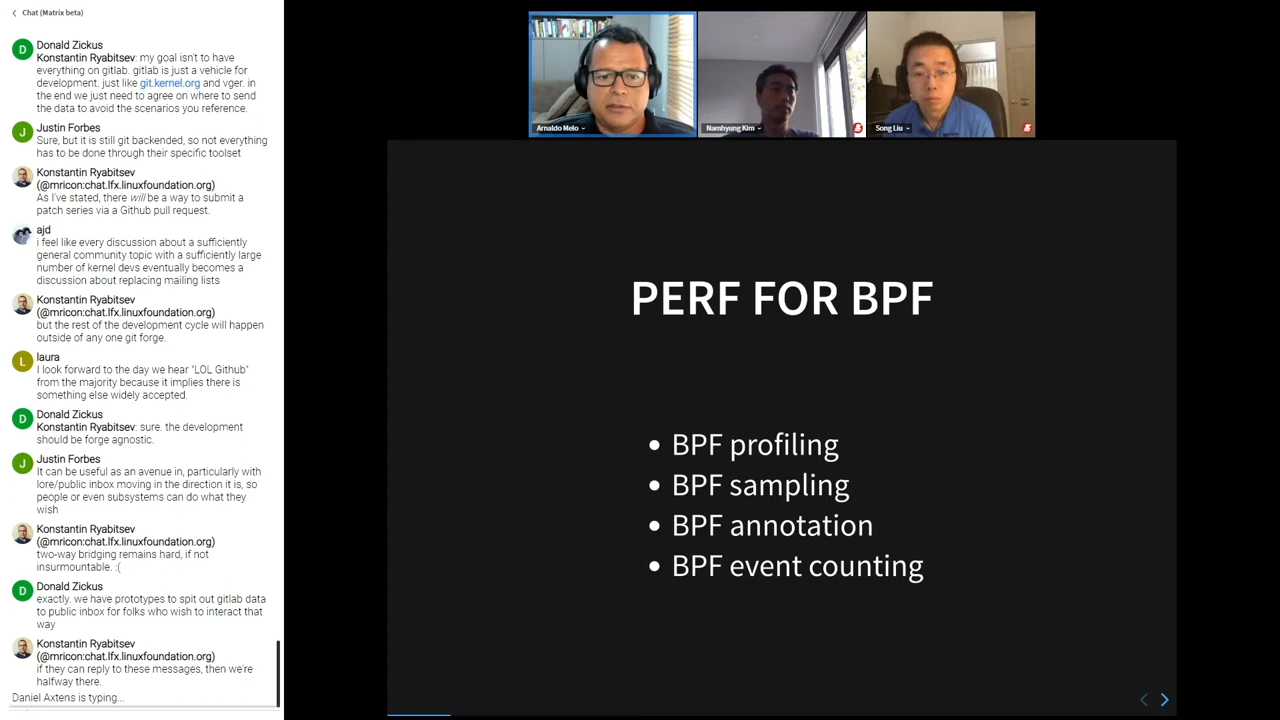 Chat (Matrix beta)
Donald Zickus
Konstantin Ryabitsev: my goal isn't to have
everything on gitlab. gitlab is just a vehicle for
development. just like git.kernel.org and vger. in
the end we just need to agree on where to send
the data to avoid the scenarios you reference.
Justin Forbes
Sure, but it is still git backended, so not everything
has to be done through their specific toolset
Konstantin Ryabitsev
(@mricon:chat.lfx.linuxfoundation.org)
As I've stated, there will be a way to submit a
patch series via a Github pull request.
ajd
i feel like every discussion about a sufficiently
general community topic with a sufficiently large
number of kernel devs eventually becomes a
discussion about replacing mailing lists
Konstantin Ryabitsev
(@mricon:chat.lfx.linuxfoundation.org)
but the rest of the development cycle will happen
outside of any one git forge.
L
laura
I look forward to the day we hear "LOL Github"
from the majority because it implies there is
something else widely accepted.
D
Donald Zickus
Konstantin Ryabitsev: sure. the development
should be forge agnostic.
J
Justin Forbes
It can be useful as an avenue in, particularly with
lore/public inbox moving in the direction it is, so
people or even subsystems can do what they
wish
Konstantin Ryabitsev
(@mricon:chat.lfx.linuxfoundation.org)
two-way bridging remains hard, if not
insurmountable. :(
D
Donald Zickus
exactly. we have prototypes to spit out gitlab data
to public inbox for folks who wish to interact that
way
Konstantin Ryabitsev
(@mricon:chat.lfx.linuxfoundation.org)
if they can reply to these messages, then we're
halfway there.
Daniel Axtens is typing...
Arnaldo Melo
Namhyung Kim
Song Liu
PERF FOR BPF
• BPF profiling
• BPF sampling
• BPF annotation
• BPF event counting